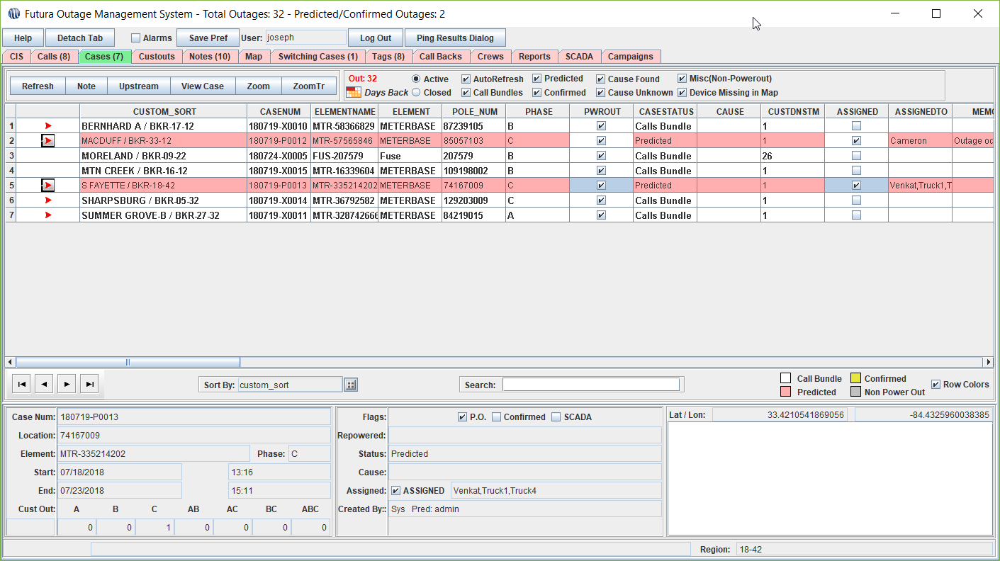 Futura Outage Management System - Total Outages: 32 - Predicted/Confirmed Outages: 2
Help Detach Tab Alarms Save Pref User: joseph Log Out Ping Results Dialog
CIS Calls (8) Cases (7) Custouts Notes (10) Map Switching Cases (1) Tags (8) Call Backs Crews Reports SCADA Campaigns
Out: 32 Active AutoRefresh Predicted Cause Found Misc(Non-Powerout)
Refresh Note Upstream View Case Zoom ZoomTr
Days Back Closed Call Bundles Confirmed Cause Unknown Device Missing in Map
CUSTOM_SORT CASENUM ELEMENTNAME ELEMENT POLE_NUM PHASE PWROUT CASESTATUS CAUSE CUSTDNSTM ASSIGNED ASSIGNEDTO MEMO
1 BERNHARD A / BKR-17-12 180719-X0010 MTR-58366829 METERBASE 87239105 B Calls Bundle 1
2 MACDUFF / BKR-33-12 180719-P0012 MTR-57565846 METERBASE 85057103 C Predicted 1 Cameron Outage oc
3 MORELAND / BKR-09-22 180724-X0005 FUS-207579 Fuse 207579 B Calls Bundle 26
4 MTN CREEK / BKR-16-12 180719-X0015 MTR-16339604 METERBASE 109198002 B Calls Bundle 1
5 S FAYETTE / BKR-18-42 180719-P0013 MTR-335214202 METERBASE 74167009 C Predicted 1 Venkat,Truck1,T
6 SHARPSBURG / BKR-05-32 180719-X0014 MTR-36792582 METERBASE 129203009 C Calls Bundle 1
7 SUMMER GROVE-B / BKR-27-32 180719-X0011 MTR-328742666 METERBASE 84219015 A Calls Bundle 1
Sort By: custom_sort Search:
Call Bundle Confirmed
Predicted Non Power Out Row Colors
Case Num: 180719-P0013 Flags: P.O. Confirmed SCADA Lat / Lon: 33.4210541869056 -84.4325960038385
Location: 74167009 Repowered:
Element: MTR-335214202 Phase: C Status: Predicted
Start: 07/18/2018 13:16 Cause:
End: 07/23/2018 15:11 Assigned: ASSIGNED Venkat,Truck1,Truck4
Cust Out: A B C AB AC BC ABC Created By:: Sys Pred: admin
0 0 1 0 0 0 0
Region: 18-42